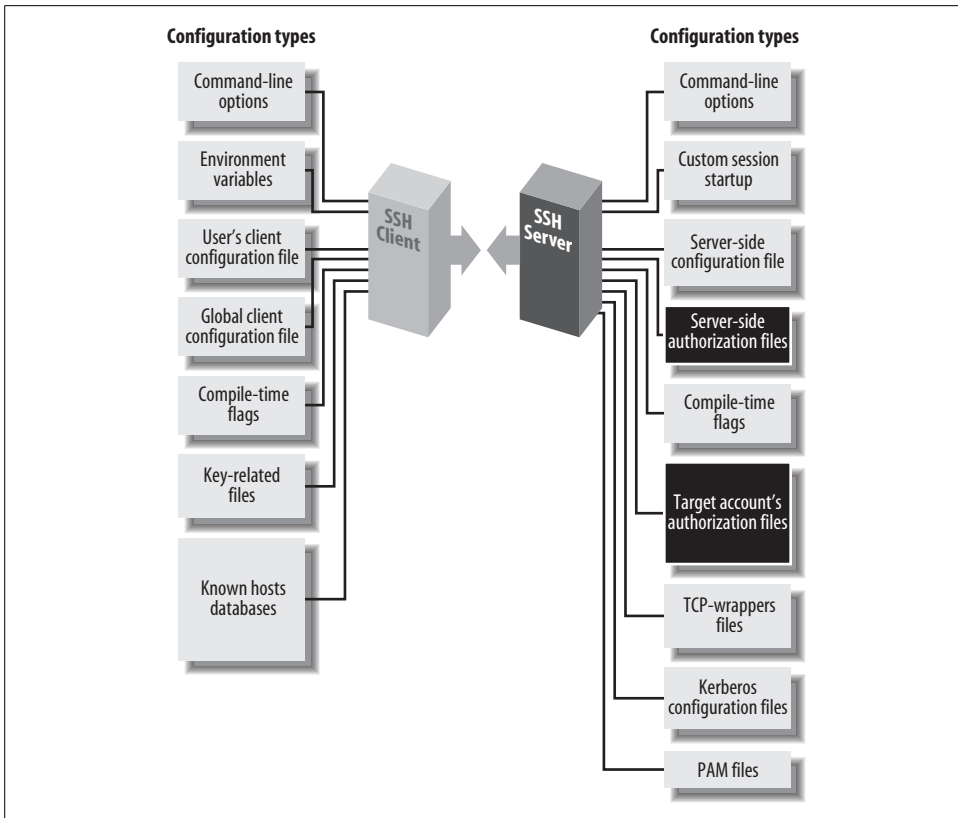 Configuration types
Command-line
options
Environment
variables
User's client
configuration file
Global client
configuration file
Compile-time
flags
Key-related
files
Known hosts
databases
SSH
Client
SSH
Server
Configuration types
Command-line
options
Custom session
startup
Server-side
configuration file
Server-side
authorization files
Compile-time
flags
Target account's
authorization files
TCP-wrappers
files
Kerberos
configuration files
PAM files